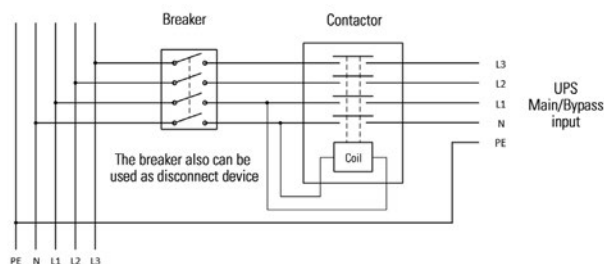 Breaker
Contactor
L3
L2
L1
N
PE
UPS
Main/Bypass
input
Coil
The breaker also can be
used as disconnect device
PE N L1 L2 L3